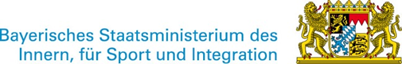 Bayerisches Staatsministerium des
Innern, für Sport und Integration